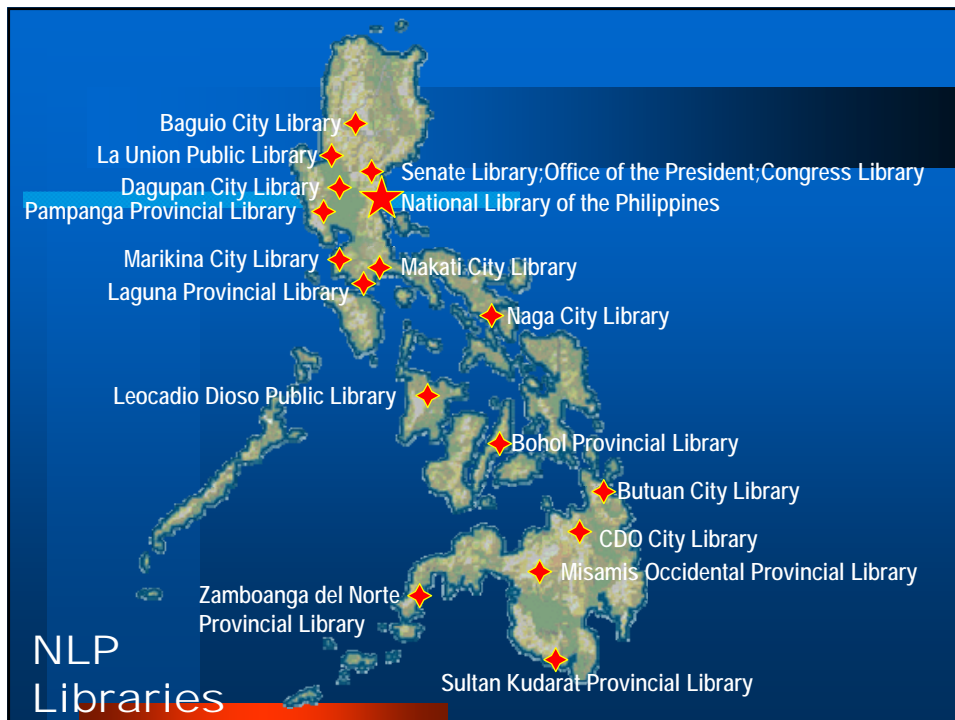 Baguio City Library
La Union Public Library
Senate Library;Office of the President;Congress Library
Dagupan City Library
National Library of the Philippines
Pampanga Provincial Library
Marikina City Library
Makati City Library
Laguna Provincial Library
Naga City Library
Leocadio Dioso Public Library
Bohol Provincial Library
Butuan City Library
CDO City Library
Misamis Occidental Provincial Library
Zamboanga del Norte
Provincial Library
NLP
Libraries
Sultan Kudarat Provincial Library